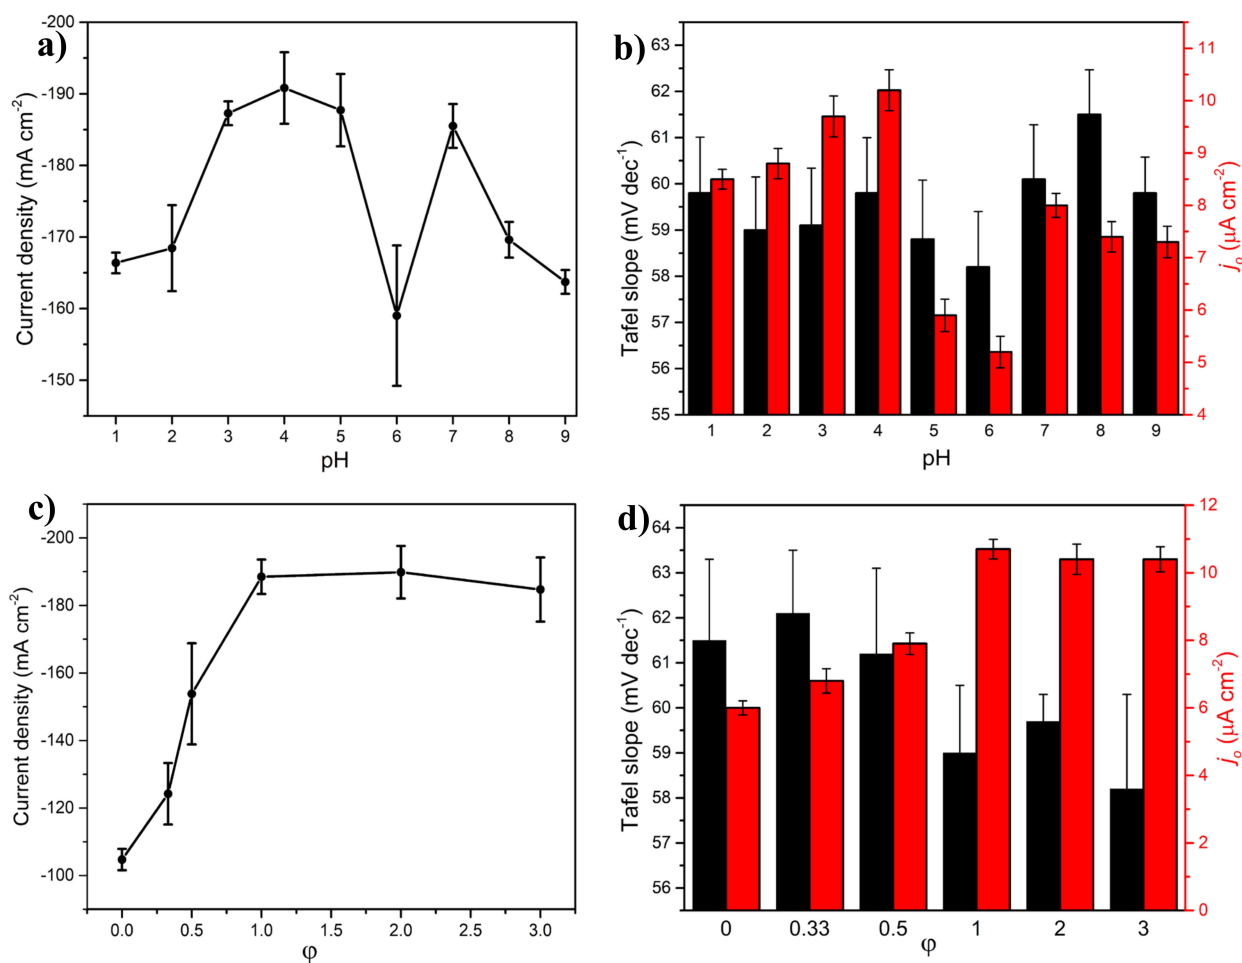 a)
Current density (mA cm⁻²)
-200
-190
-180
-170
-160
-150
1 2 3 4 5 6 7 8 9
pH
b)
Tafel slope (mV dec⁻¹)
63
62
61
60
59
58
57
56
55
1 2 3 4 5 6 7 8 9
pH
11
10
9
8
7
6
5
4
jₒ (μA cm⁻²)
c)
Current density (mA cm⁻²)
-200
-180
-160
-140
-120
-100
0.0 0.5 1.0 1.5 2.0 2.5 3.0
φ
d)
Tafel slope (mV dec⁻¹)
64
63
62
61
60
59
58
57
56
0 0.33 0.5 1 2 3
φ
12
10
8
6
4
2
0
jₒ (μA cm⁻²)